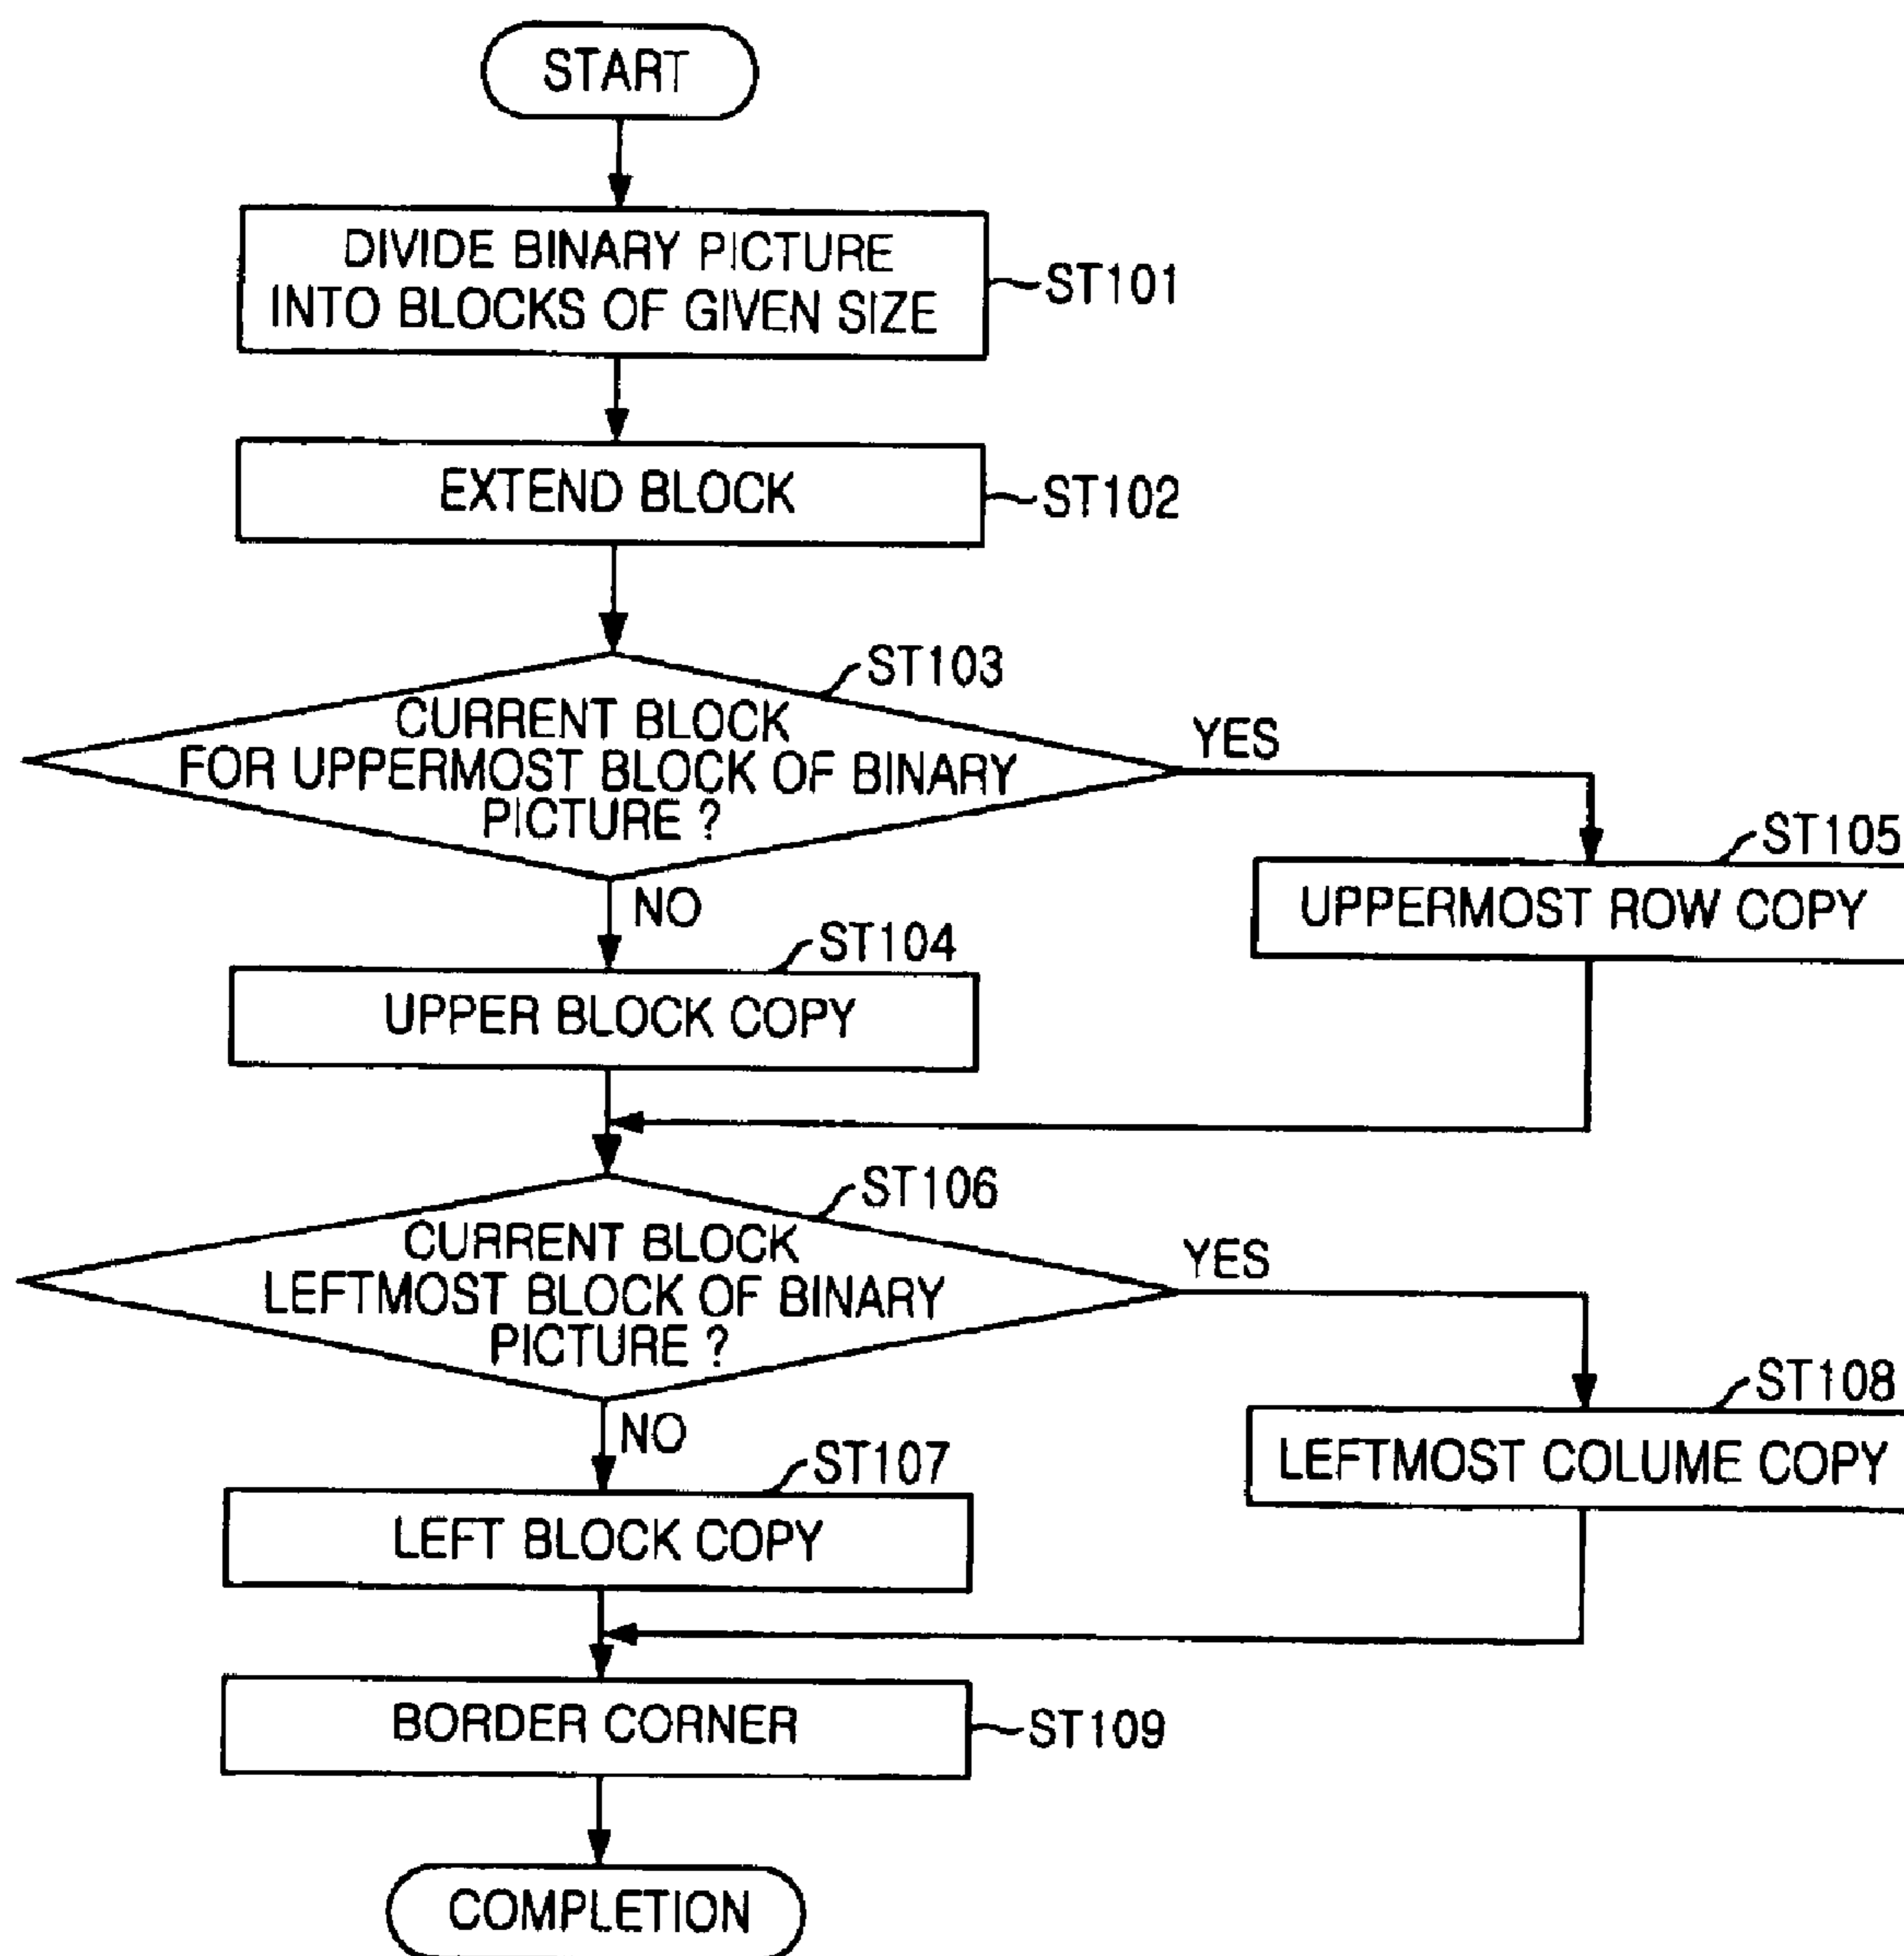 START
DIVIDE BINARY PICTURE
INTO BLOCKS OF GIVEN SIZE
ST101
EXTEND BLOCK
ST102
ST103
CURRENT BLOCK
FOR UPPERMOST BLOCK OF BINARY
PICTURE ?
YES
NO
ST105
UPPERMOST ROW COPY
ST104
UPPER BLOCK COPY
ST106
CURRENT BLOCK
LEFTMOST BLOCK OF BINARY
PICTURE ?
YES
NO
ST108
LEFTMOST COLUME COPY
ST107
LEFT BLOCK COPY
BORDER CORNER
ST109
COMPLETION